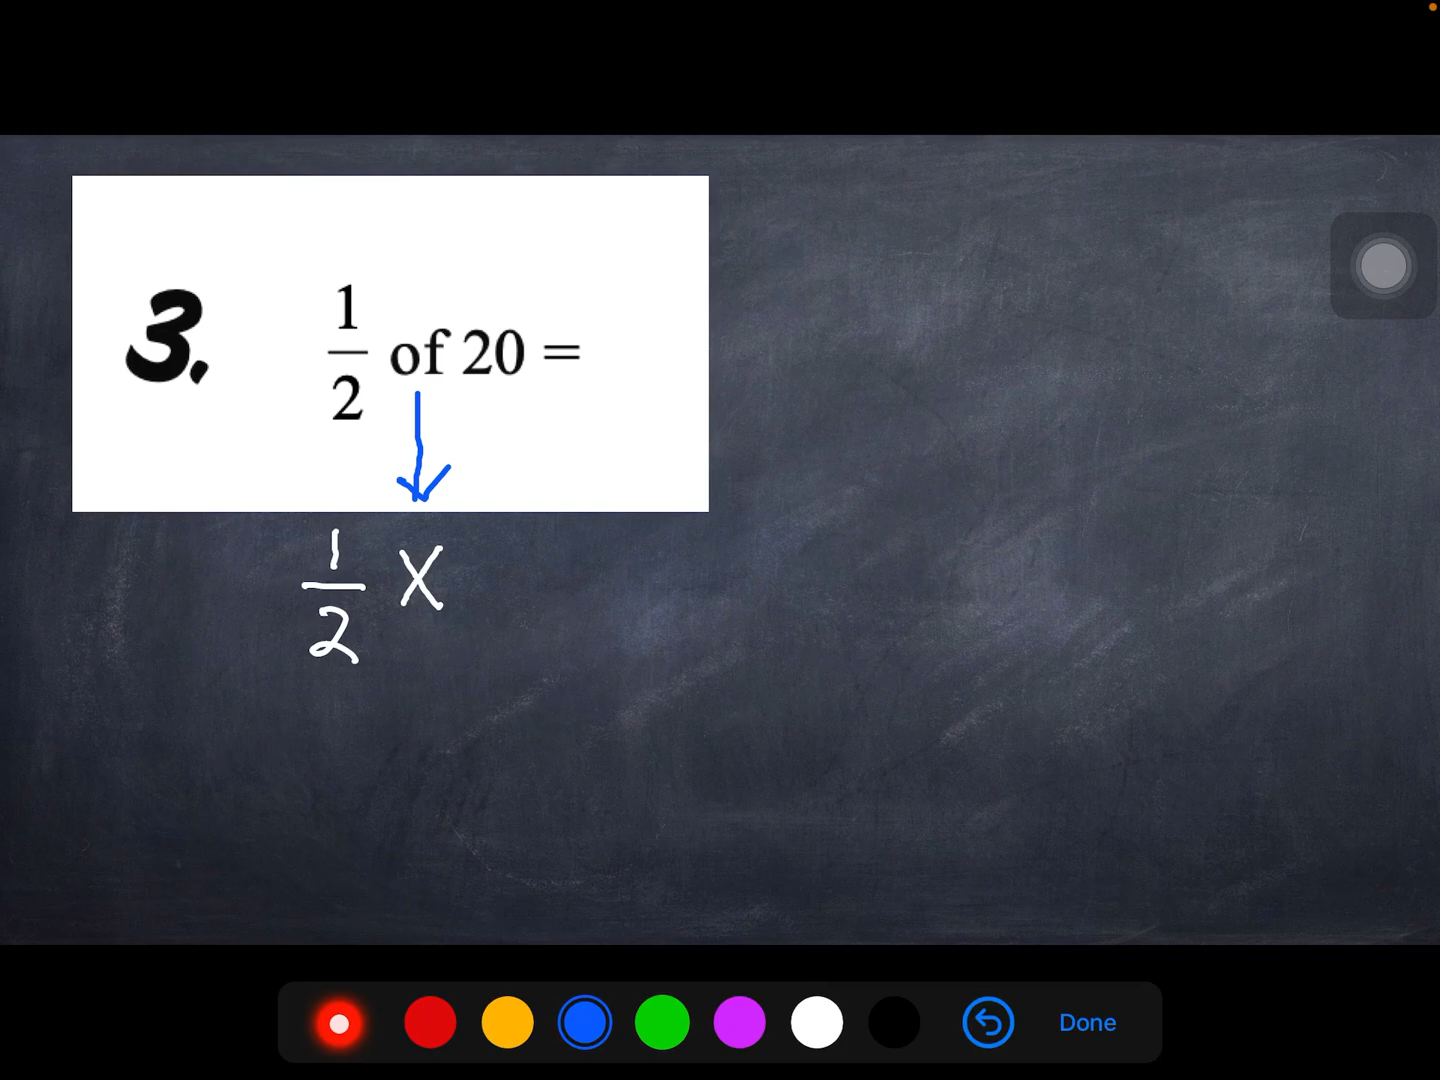 3. 1/2 of 20 =
1/2 X
Done